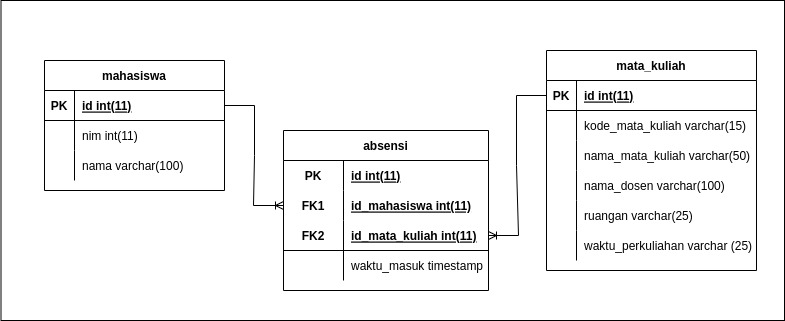 mahasiswa
PK id int(11)
nim int(11)
nama varchar(100)
absensi
PK id int(11)
FK1 id_mahasiswa int(11)
FK2 id_mata_kuliah int(11)
waktu_masuk timestamp
mata_kuliah
PK id int(11)
kode_mata_kuliah varchar(15)
nama_mata_kuliah varchar(50)
nama_dosen varchar(100)
ruangan varchar(25)
waktu_perkuliahan varchar (25)